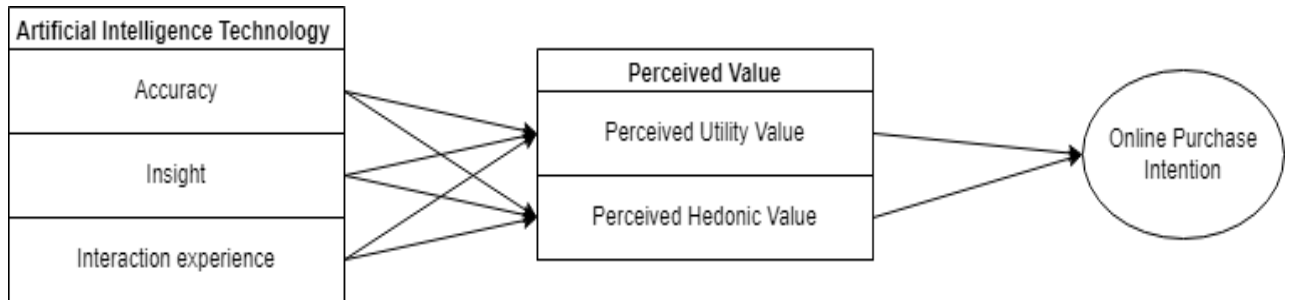 Artificial Intelligence Technology
Accuracy
Insight
Interaction experience
Perceived Value
Perceived Utility Value
Perceived Hedonic Value
Online Purchase
Intention